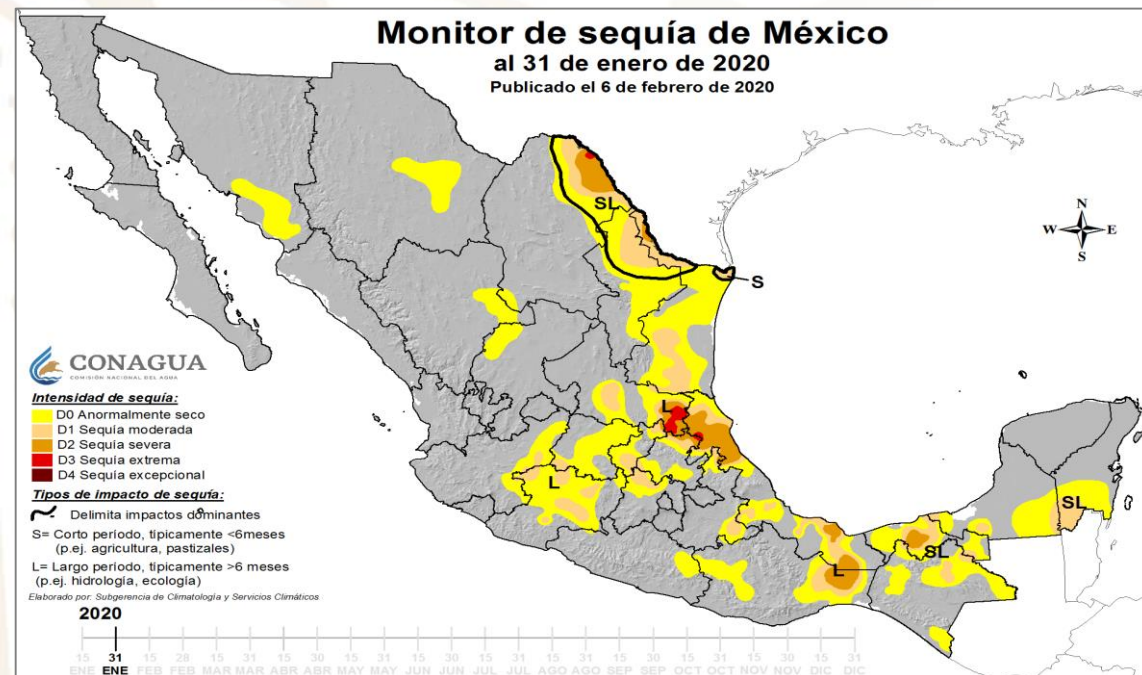 Monitor de sequía de México
al 31 de enero de 2020
Publicado el 6 de febrero de 2020
SL
N
W E
S
S
CONAGUA
COMISIÓN NACIONAL DEL AGUA
Intensidad de sequía:
D0 Anormalmente seco
D1 Sequía moderada
D2 Sequía severa
D3 Sequía extrema
D4 Sequía excepcional
L
L
Tipos de impacto de sequía:
Delimita impactos dominantes
S= Corto período, típicamente <6meses
(p.ej. agricultura, pastizales)
L= Largo período, típicamente >6 meses
(p.ej. hidrología, ecología)
Elaborado por: Subgerencia de Climatología y Servicios Climáticos
SL
SL
L
2020
15 31 15 28 15 31 15 30 15 31 15 30 15 31 15 31 15 30 15 31 15 30 15 31
ENE ENE FEB FEB MAR MAR ABR ABR MAY MAY JUN JUN JUL JUL AGO AGO SEP SEP OCT OCT NOV NOV DIC DIC